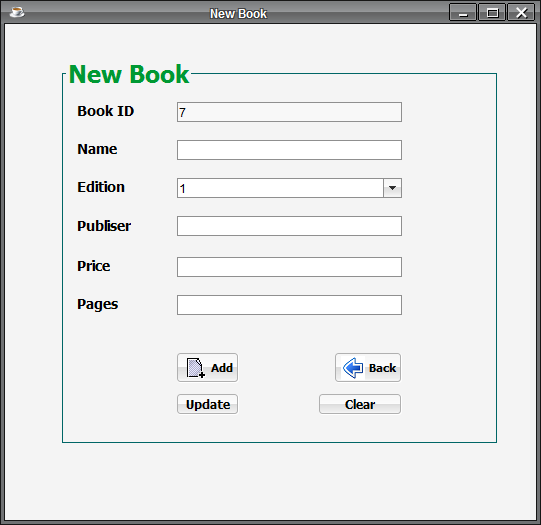 New Book
New Book
Book ID 7
Name
Edition 1
Publiser
Price
Pages
Add Back
Update Clear